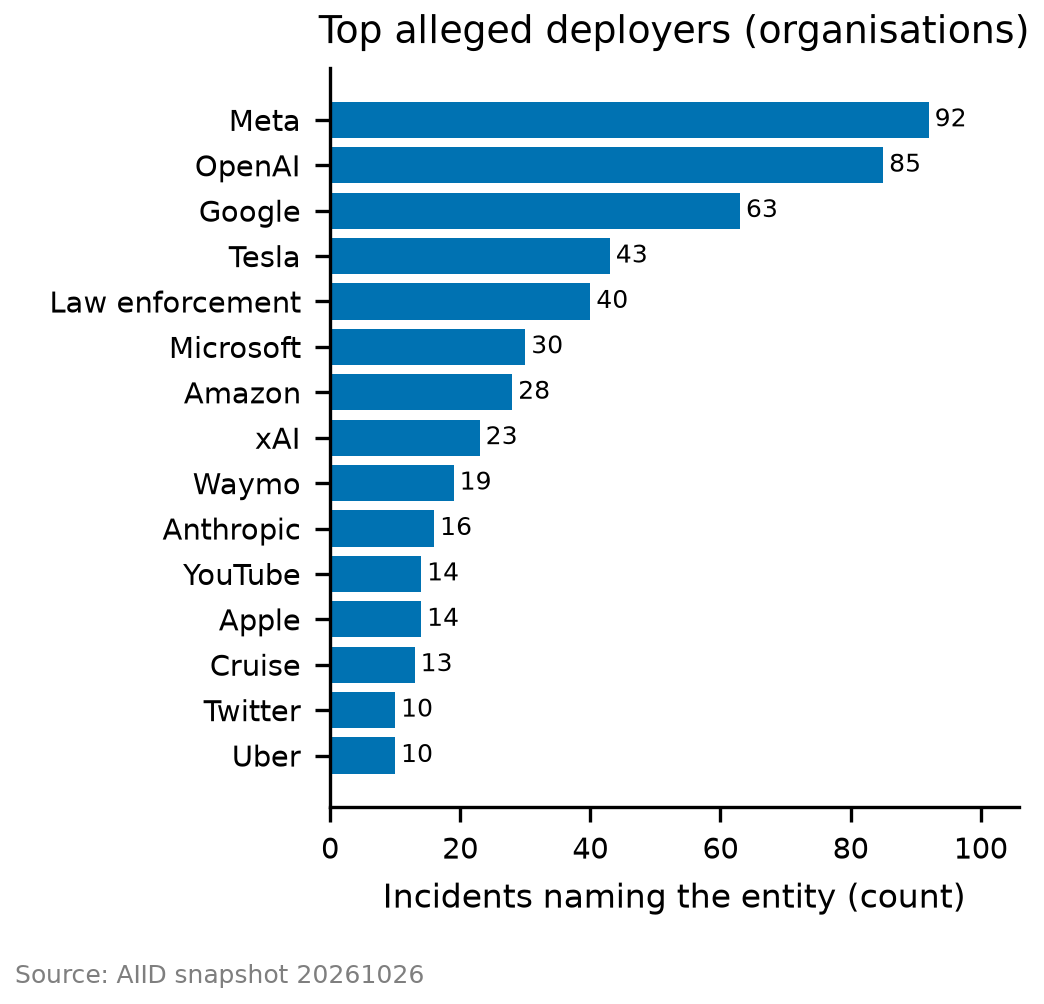 Top alleged deployers (organisations)
Meta 92
OpenAI 85
Google 63
Tesla 43
Law enforcement 40
Microsoft 30
Amazon 28
xAI 23
Waymo 19
Anthropic 16
YouTube 14
Apple 14
Cruise 13
Twitter 10
Uber 10
0 20 40 60 80 100
Incidents naming the entity (count)
Source: AIID snapshot 20261026